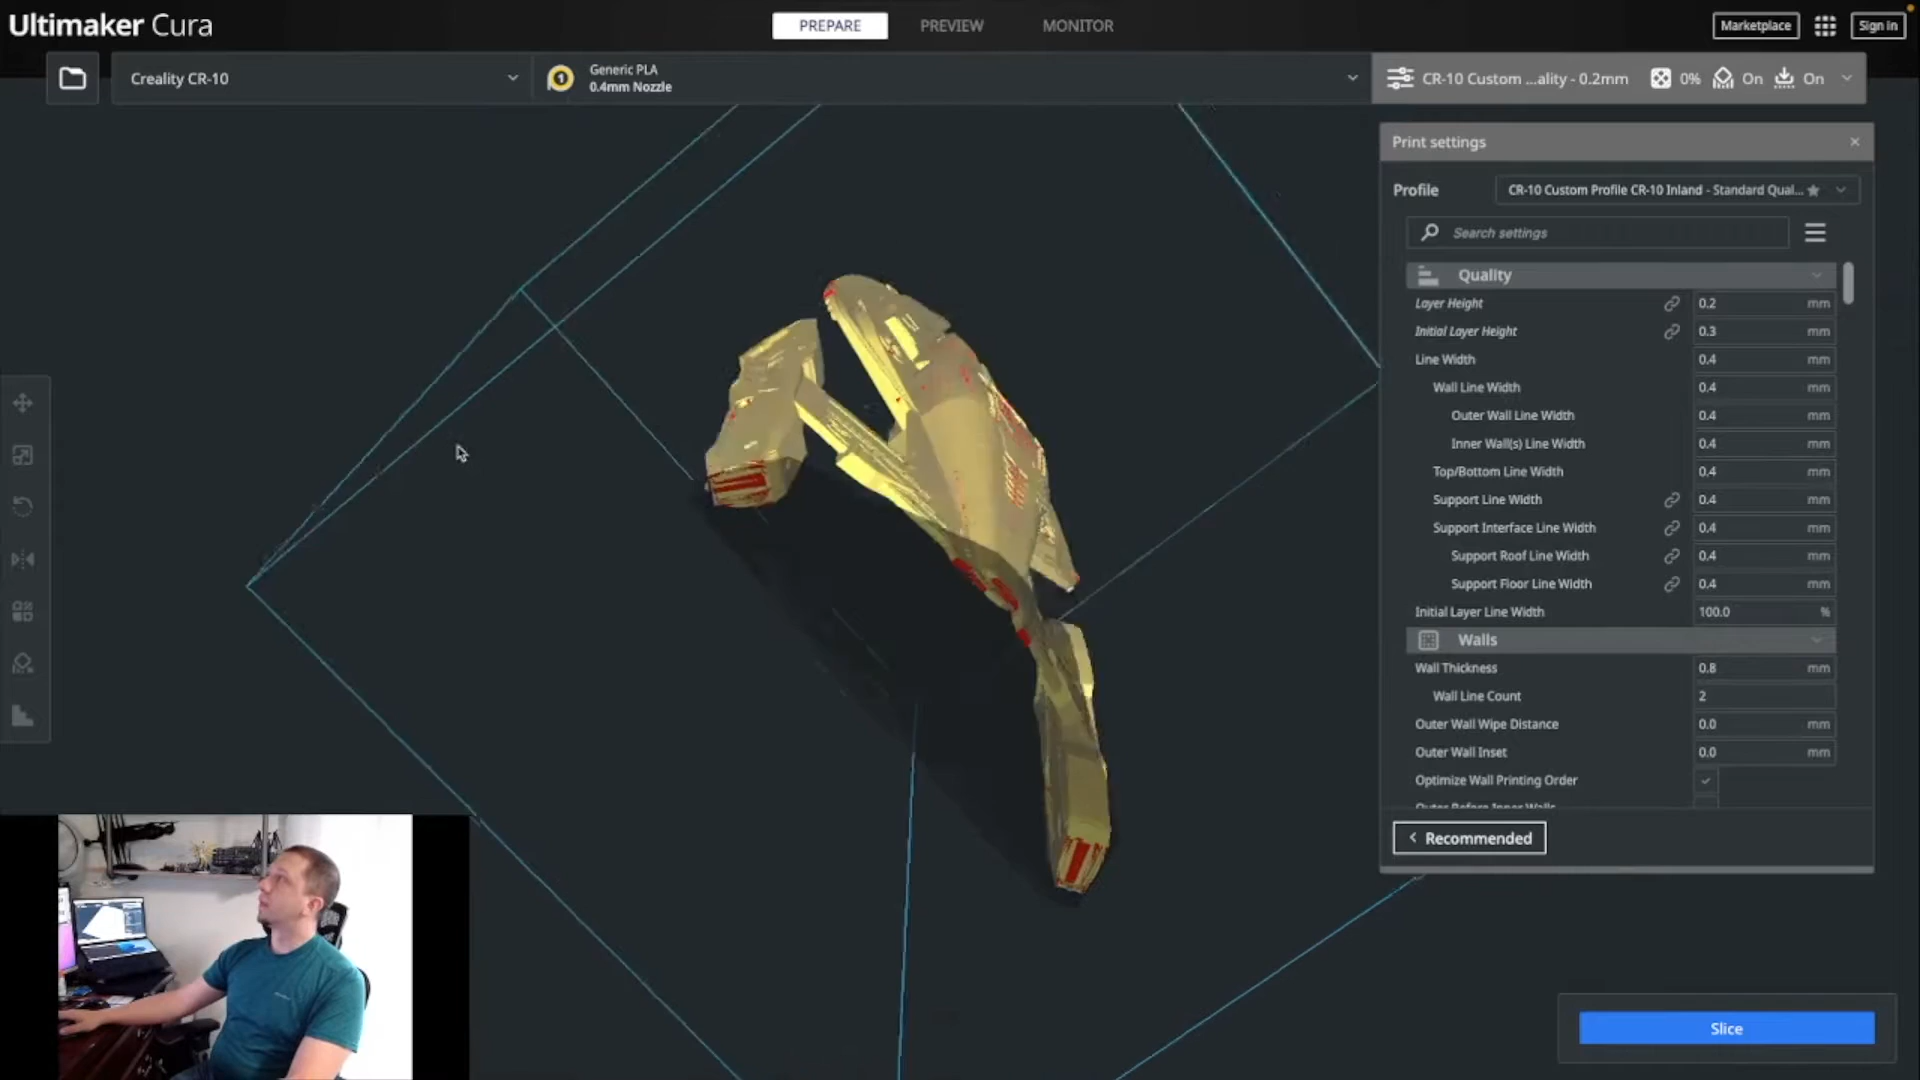 Ultimaker Cura
PREPARE
PREVIEW
MONITOR
Marketplace
Sign in
Creality CR-10
1
Generic PLA
0.4mm Nozzle
CR-10 Custom ...ality - 0.2mm
0%
On
On
Print settings
Profile
CR-10 Custom Profile CR-10 Inland - Standard Qual...
Search settings
Quality
Layer Height 0.2 mm
Initial Layer Height 0.3 mm
Line Width 0.4 mm
Wall Line Width 0.4 mm
Outer Wall Line Width 0.4 mm
Inner Wall(s) Line Width 0.4 mm
Top/Bottom Line Width 0.4 mm
Support Line Width 0.4 mm
Support Interface Line Width 0.4 mm
Support Roof Line Width 0.4 mm
Support Floor Line Width 0.4 mm
Initial Layer Line Width 100.0 %
Walls
Wall Thickness 0.8 mm
Wall Line Count 2
Outer Wall Wipe Distance 0.0 mm
Outer Wall Inset 0.0 mm
Optimize Wall Printing Order
Outer Before Inner Walls
Recommended
Slice